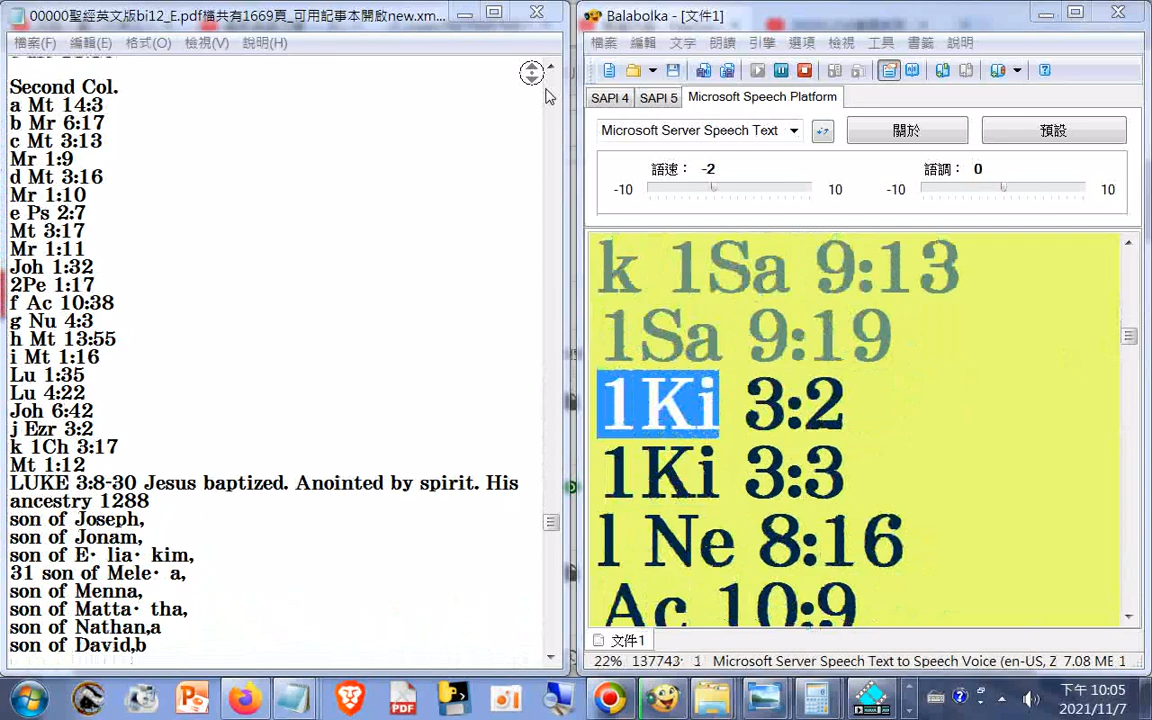 00000聖經英文版bi12_E.pdf檔共有1669頁_可用記事本開啟new.xm...
檔案(F) 編輯(E) 格式(O) 檢視(V) 說明(H)
Second Col.
a Mt 14:3
b Mr 6:17
c Mt 3:13
Mr 1:9
d Mt 3:16
Mr 1:10
e Ps 2:7
Mt 3:17
Mr 1:11
Joh 1:32
2Pe 1:17
f Ac 10:38
g Nu 4:3
h Mt 13:55
i Mt 1:16
Lu 1:35
Lu 4:22
Joh 6:42
j Ezr 3:2
k 1Ch 3:17
Mt 1:12
LUKE 3:8-30 Jesus baptized. Anointed by spirit. His
ancestry 1288
son of Joseph,
son of Jonam,
son of E· lia· kim,
31 son of Mele· a,
son of Menna,
son of Matta· tha,
son of Nathan,a
son of David,b
Balabolka - [文件1]
檔案 編輯 文字 朗讀 引擎 選項 檢視 工具 書籤 說明
SAPI 4 SAPI 5 Microsoft Speech Platform
Microsoft Server Speech Text 關於 預設
語速： -2 語調： 0
-10 10 -10 10
k 1Sa 9:13
1Sa 9:19
1Ki 3:2
1Ki 3:3
l Ne 8:16
Ac 10:9
文件1
22% 137743 1 Microsoft Server Speech Text to Speech Voice (en-US, Z 7.08 ME 1
PDF
下午 10:05
2021/11/7